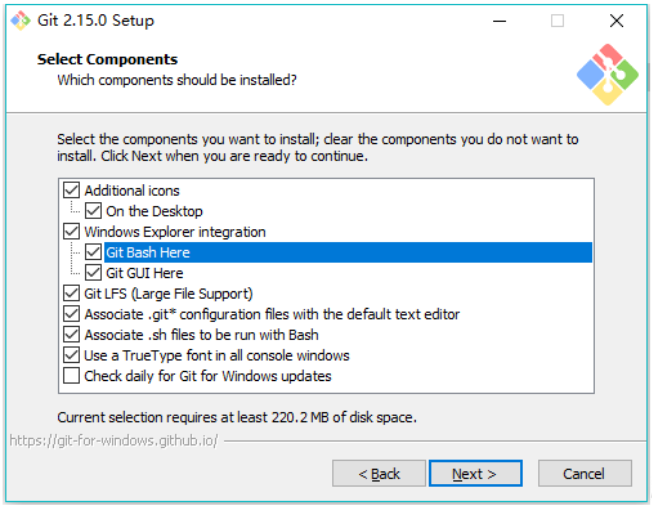 Git 2.15.0 Setup
Select Components
Which components should be installed?
Select the components you want to install; clear the components you do not want to
install. Click Next when you are ready to continue.
Additional icons
On the Desktop
Windows Explorer integration
Git Bash Here
Git GUI Here
Git LFS (Large File Support)
Associate .git* configuration files with the default text editor
Associate .sh files to be run with Bash
Use a TrueType font in all console windows
Check daily for Git for Windows updates
Current selection requires at least 220.2 MB of disk space.
https://git-for-windows.github.io/
< Back Next > Cancel